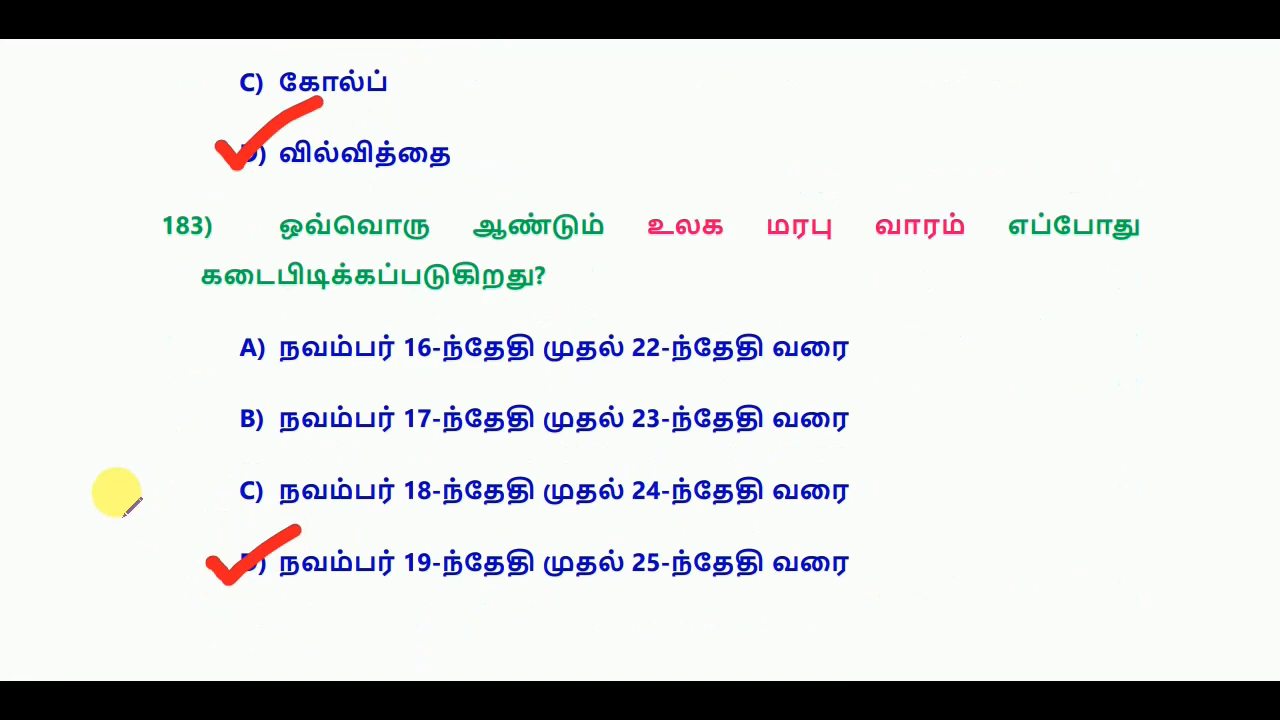 C) கோல்ப்
D) வில்வித்தை
183) ஒவ்வொரு ஆண்டும் உலக மரபு வாரம் எப்போது
கடைபிடிக்கப்படுகிறது?
A) நவம்பர் 16-ந்தேதி முதல் 22-ந்தேதி வரை
B) நவம்பர் 17-ந்தேதி முதல் 23-ந்தேதி வரை
C) நவம்பர் 18-ந்தேதி முதல் 24-ந்தேதி வரை
D) நவம்பர் 19-ந்தேதி முதல் 25-ந்தேதி வரை